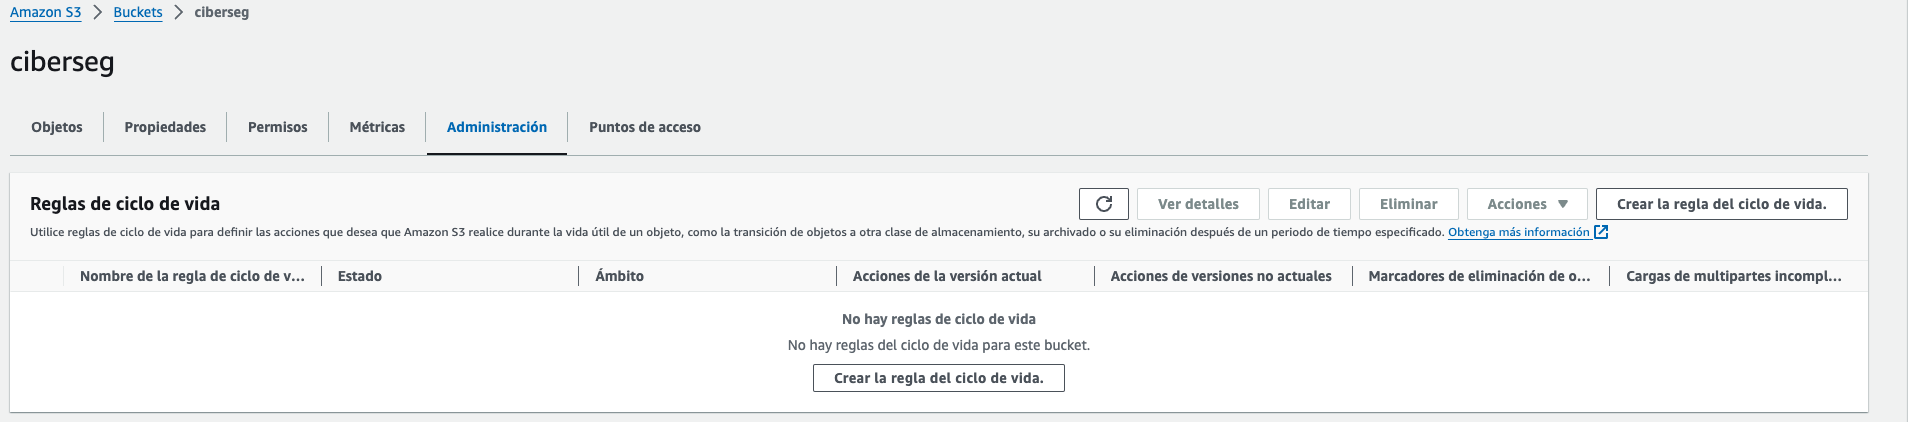 Amazon S3 > Buckets > ciberseg
ciberseg
Objetos Propiedades Permisos Métricas Administración Puntos de acceso
Reglas de ciclo de vida Ver detalles Editar Eliminar Acciones Crear la regla del ciclo de vida.
Utilice reglas de ciclo de vida para definir las acciones que desea que Amazon S3 realice durante la vida útil de un objeto, como la transición de objetos a otra clase de almacenamiento, su archivado o su eliminación después de un periodo de tiempo especificado. Obtenga más información
Nombre de la regla de ciclo de v... Estado Ámbito Acciones de la versión actual Acciones de versiones no actuales Marcadores de eliminación de o... Cargas de multipartes incompl...
No hay reglas de ciclo de vida
No hay reglas del ciclo de vida para este bucket.
Crear la regla del ciclo de vida.